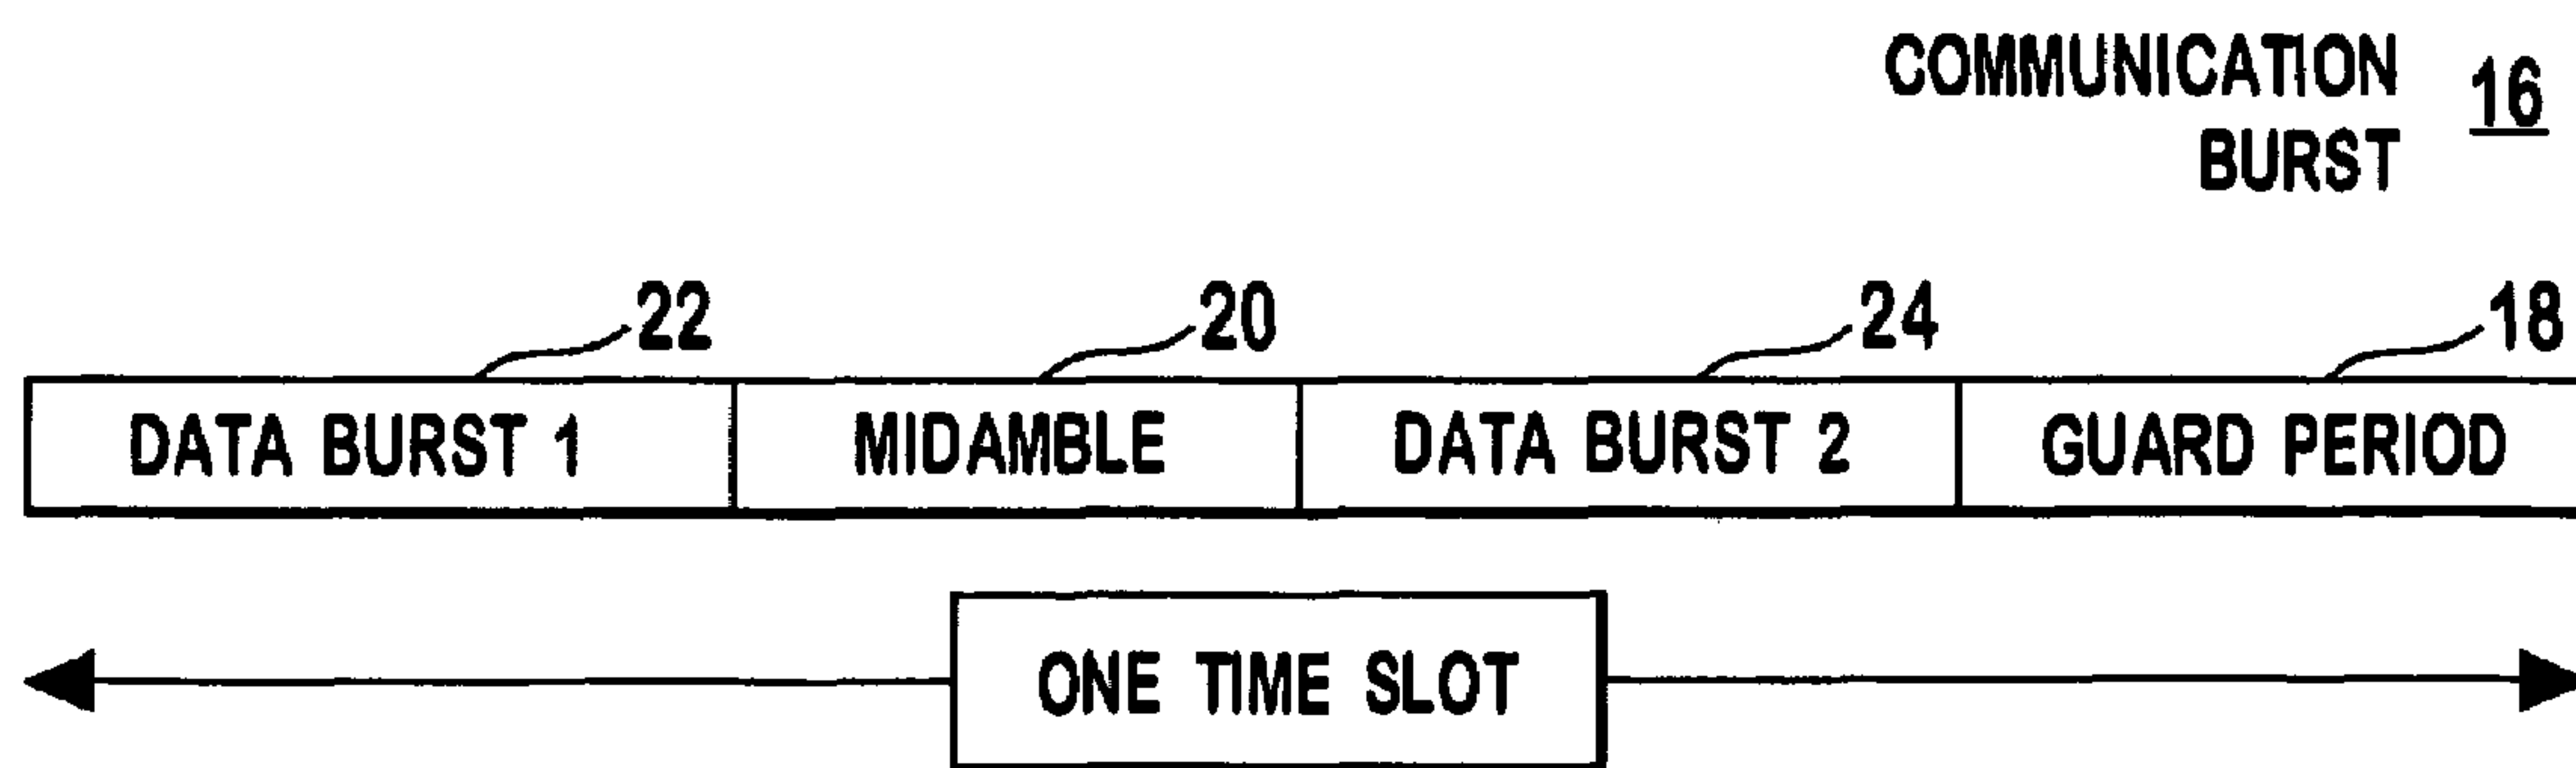 COMMUNICATION
BURST
16
22 20 24 18
DATA BURST 1 MIDAMBLE DATA BURST 2 GUARD PERIOD
ONE TIME SLOT